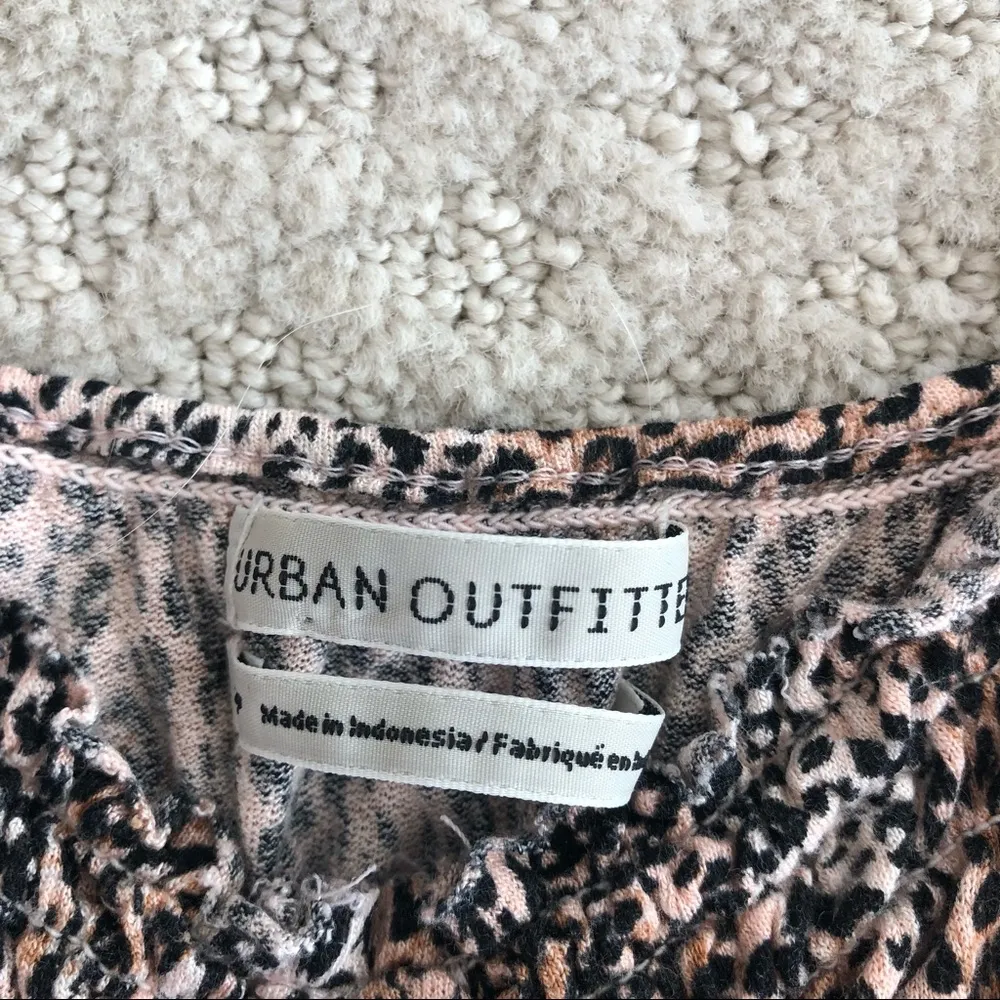 URBAN OUTFITTE
Made in Indonesia / Fabriqué en